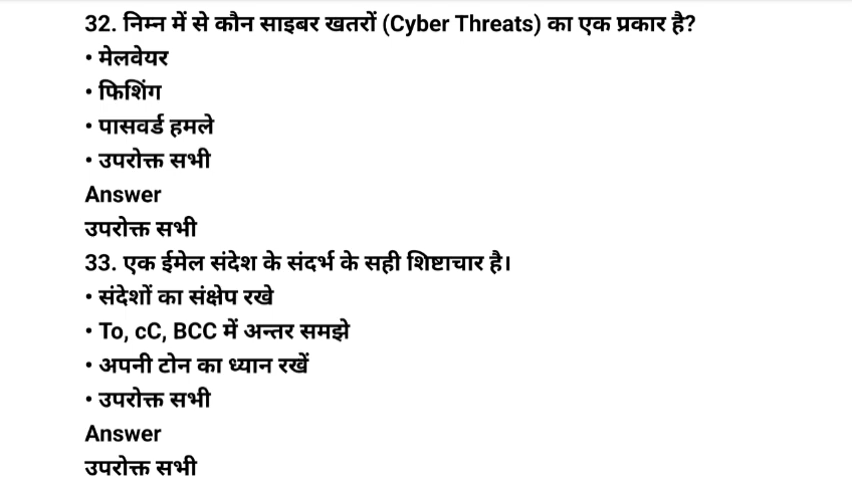 32. निम्न में से कौन साइबर खतरों (Cyber Threats) का एक प्रकार है?
• मेलवेयर
• फिशिंग
• पासवर्ड हमले
• उपरोक्त सभी
Answer
उपरोक्त सभी
33. एक ईमेल संदेश के संदर्भ के सही शिष्टाचार है।
• संदेशों का संक्षेप रखे
• To, cC, BCC में अन्तर समझे
• अपनी टोन का ध्यान रखें
• उपरोक्त सभी
Answer
उपरोक्त सभी